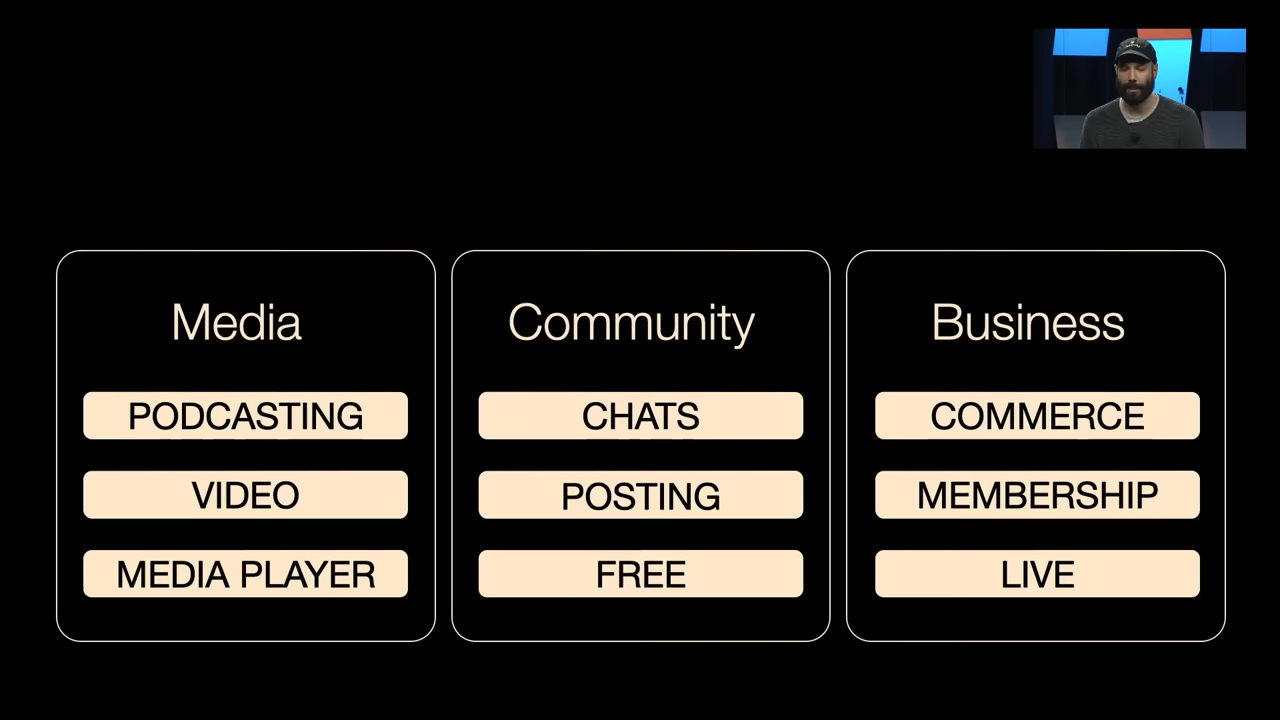 Media
PODCASTING
VIDEO
MEDIA PLAYER
Community
CHATS
POSTING
FREE
Business
COMMERCE
MEMBERSHIP
LIVE